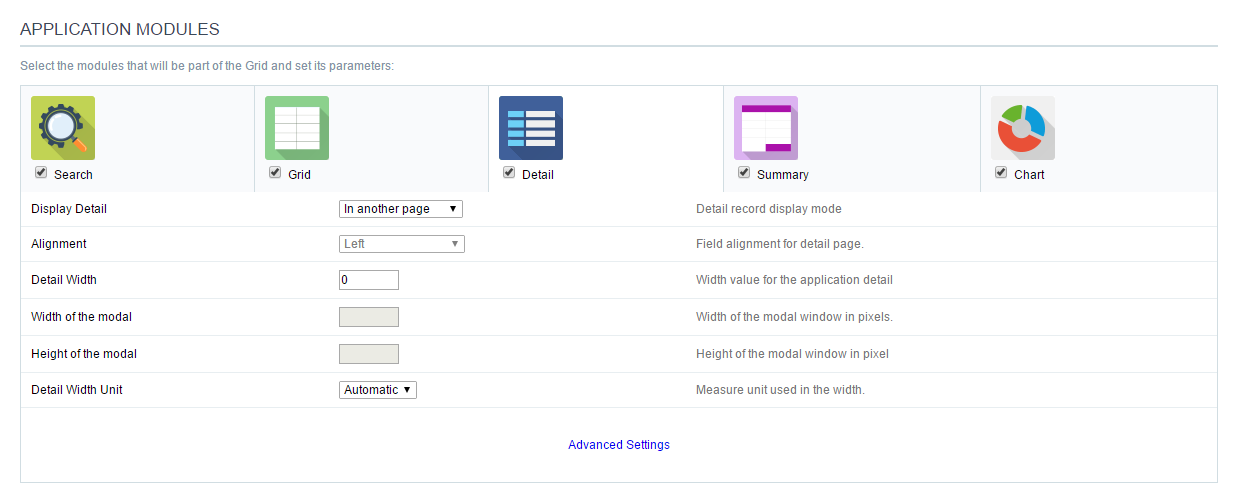 APPLICATION MODULES
Select the modules that will be part of the Grid and set its parameters:
Search Grid Detail Summary Chart
Display Detail In another page Detail record display mode
Alignment Left Field alignment for detail page.
Detail Width 0 Width value for the application detail
Width of the modal Width of the modal window in pixels.
Height of the modal Height of the modal window in pixel
Detail Width Unit Automatic Measure unit used in the width.
Advanced Settings